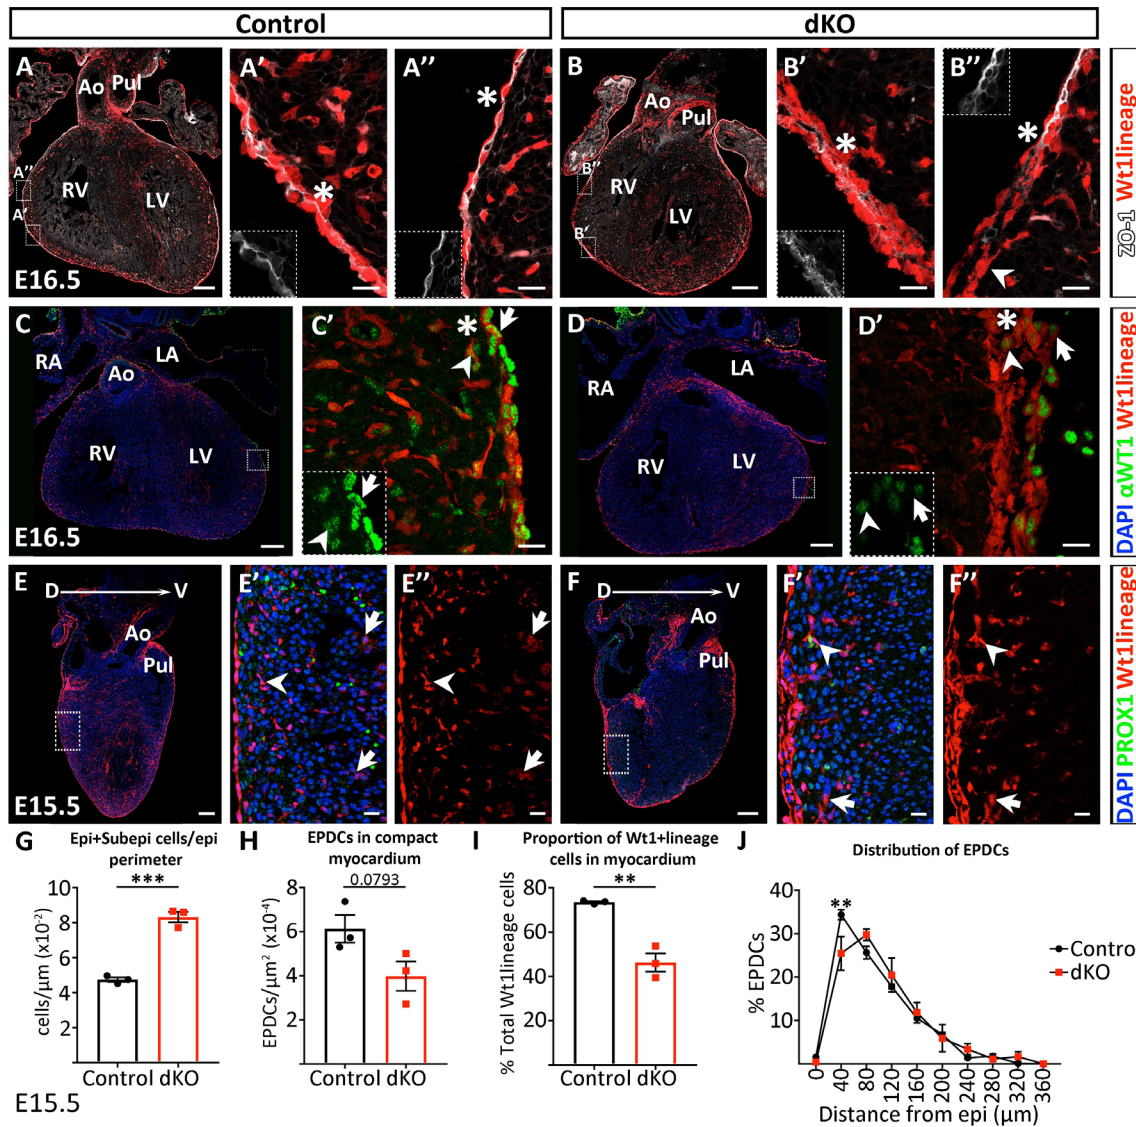 Control
dKO
A
Ao
Pul
A''
A'
RV
LV
E16.5
A'
*
A''
*
B
Ao
Pul
B''
RV
LV
B'
B'
*
B''
*
ZO-1 Wt1lineage
C
RA
LA
Ao
RV
LV
E16.5
C'
*
D
RA
LA
RV
LV
D'
*
DAPI αWT1 Wt1lineage
E
D
V
Ao
Pul
E15.5
E'
E''
F
D
V
Ao
Pul
F'
F''
DAPI PROX1 Wt1lineage
G
Epi+Subepi cells/epi
perimeter
***
cells/μm (x10⁻²)
10
8
6
4
2
Control dKO
H
EPDCs in compact
myocardium
0.0793
EPDCs/μm² (x10⁻⁴)
8
6
4
2
Control dKO
I
Proportion of Wt1+lineage
cells in myocardium
**
% Total Wt1lineage cells
80
60
40
20
Control dKO
J
Distribution of EPDCs
**
% EPDCs
40
30
20
10
0
40
80
120
160
200
240
280
320
360
Distance from epi (μm)
Contro
dKO
E15.5